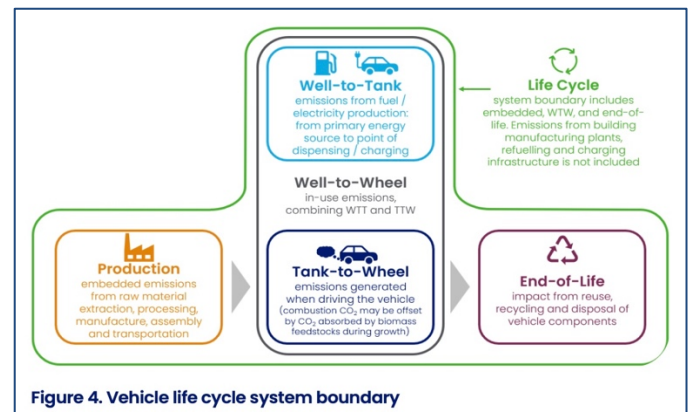 Well-to-Tank
emissions from fuel /
electricity production:
from primary energy
source to point of
dispensing / charging
Life Cycle
system boundary includes
embedded, WTW, and end-of-
life. Emissions from building
manufacturing plants,
refuelling and charging
infrastructure is not included
Well-to-Wheel
in-use emissions,
combining WTT and TTW
Production
embedded emissions
from raw material
extraction, processing,
manufacture, assembly
and transportation
Tank-to-Wheel
emissions generated
when driving the vehicle
(combustion CO₂ may be offset
by CO₂ absorbed by biomass
feedstocks during growth)
End-of-Life
impact from reuse,
recycling and disposal of
vehicle components
Figure 4. Vehicle life cycle system boundary